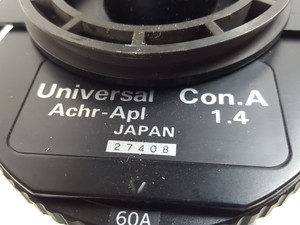 Universal Con.A
Achr-Apl 1.4
JAPAN
27408
60A